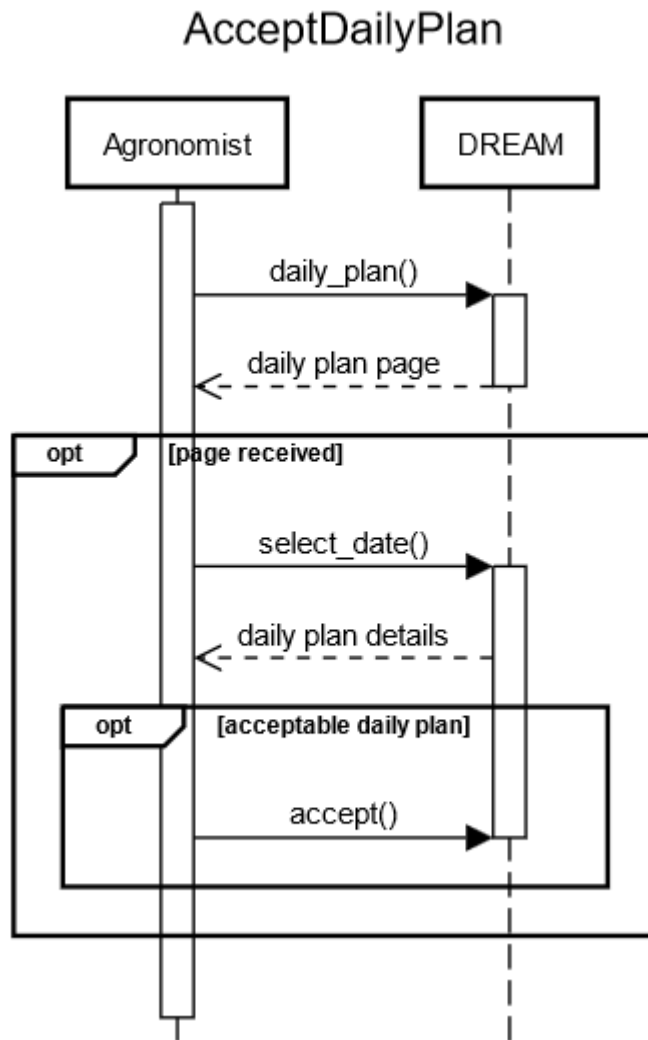 AcceptDailyPlan
Agronomist
DREAM
daily_plan()
daily plan page
opt
[page received]
select_date()
daily plan details
opt
[acceptable daily plan]
accept()